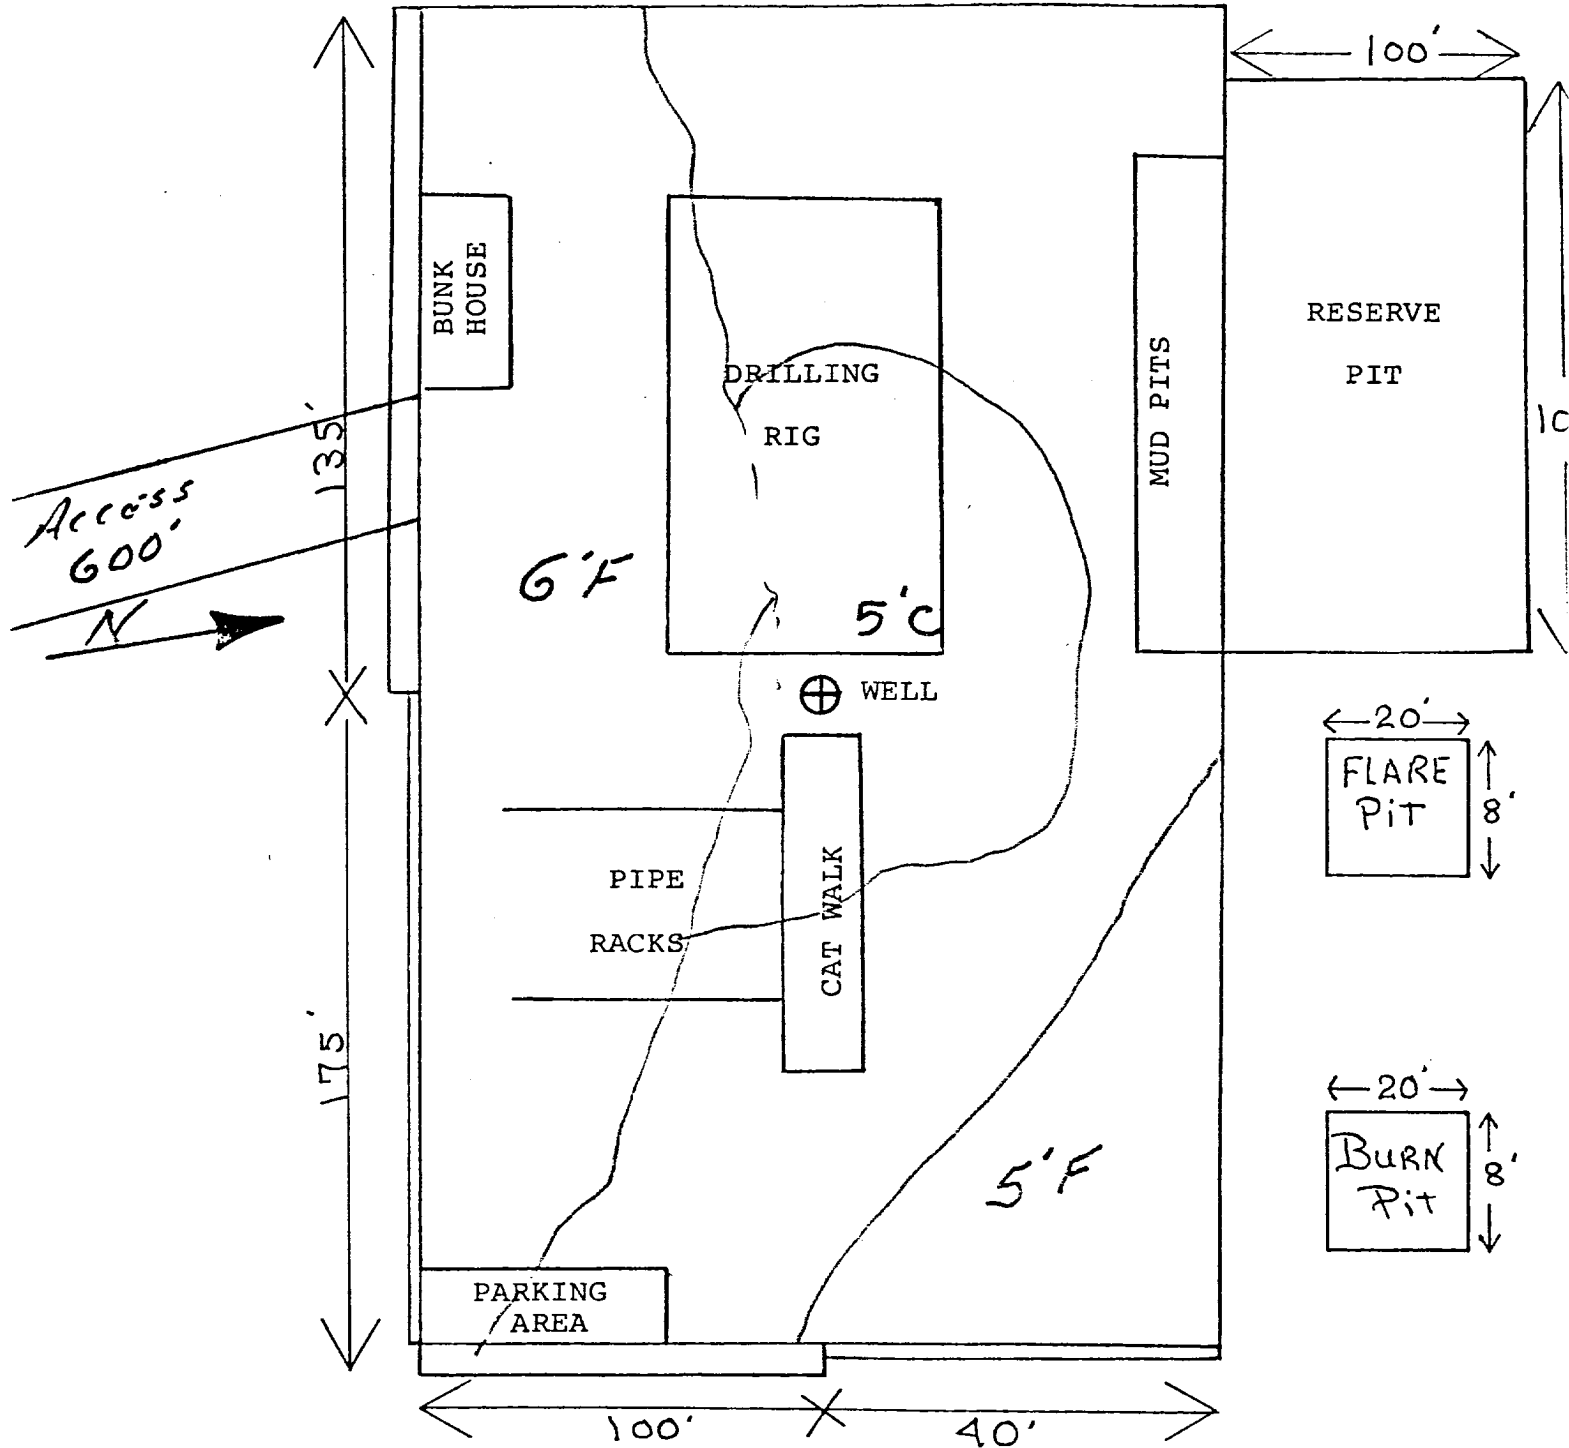 100'
BUNK
HOUSE
RESERVE
PIT
DRILLING
RIG
MUD PITS
135'
Access
600'
N
6'F
5'C
WELL
20'
FLARE
PiT
8'
PIPE
RACKS
CAT WALK
175'
20'
BURN
Pit
8'
5'F
PARKING
AREA
100'
40'